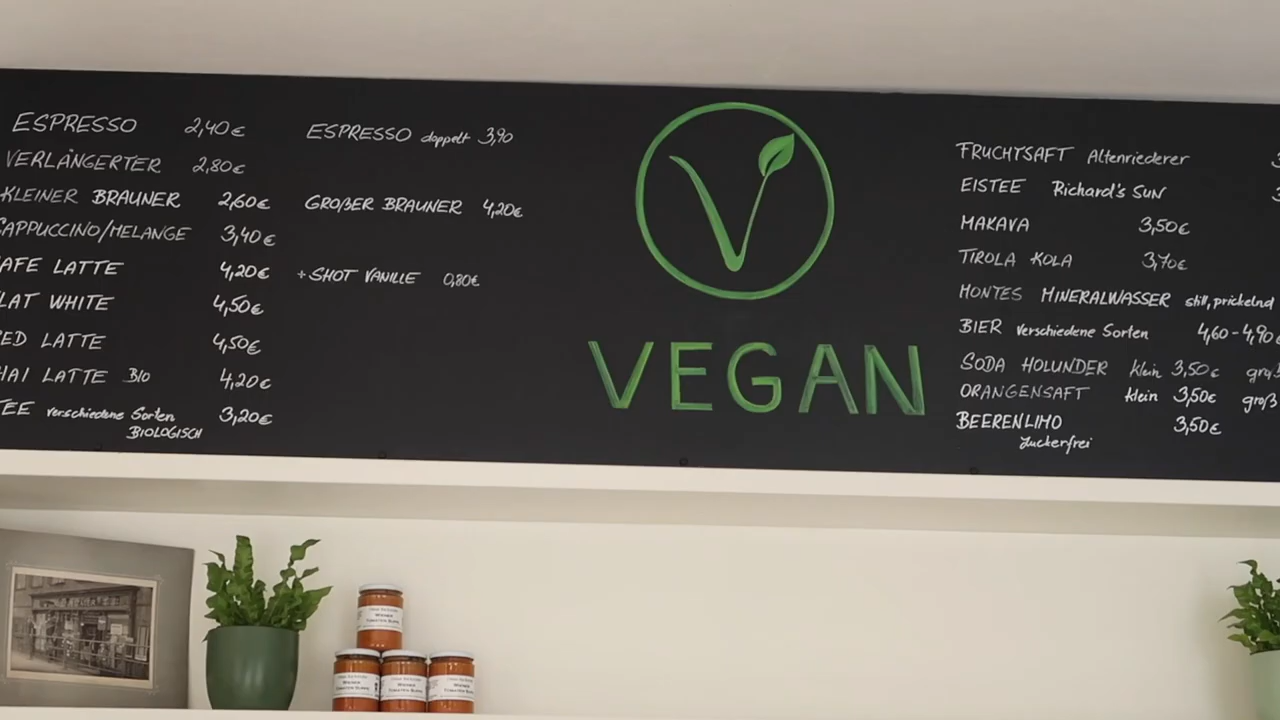 ESPRESSO 2,40€
VERLÄNGERTER 2,80€
KLEINER BRAUNER 2,60€
CAPPUCCINO/MELANGE 3,40€
AFE LATTE 4,20€
LAT WHITE 4,50€
ED LATTE 4,50€
HAI LATTE Bio 4,20€
TEE verschiedene Sorten 3,20€
BIOLOGISCH
ESPRESSO doppelt 3,90
GROßER BRAUNER 4,20€
+ SHOT VANILLE 0,80€
VEGAN
FRUCHTSAFT Altenriederer
EISTEE Richard's SUN
MAKAVA 3,50€
TIROLA KOLA 3,70€
MONTES MINERALWASSER still, prickelnd
BIER verschiedene Sorten 4,60-4,90€
SODA HOLUNDER klein 3,50€ groß
ORANGENSAFT klein 3,50€ groß
BEERENLIMO 3,50€
Zuckerfrei
WIENER